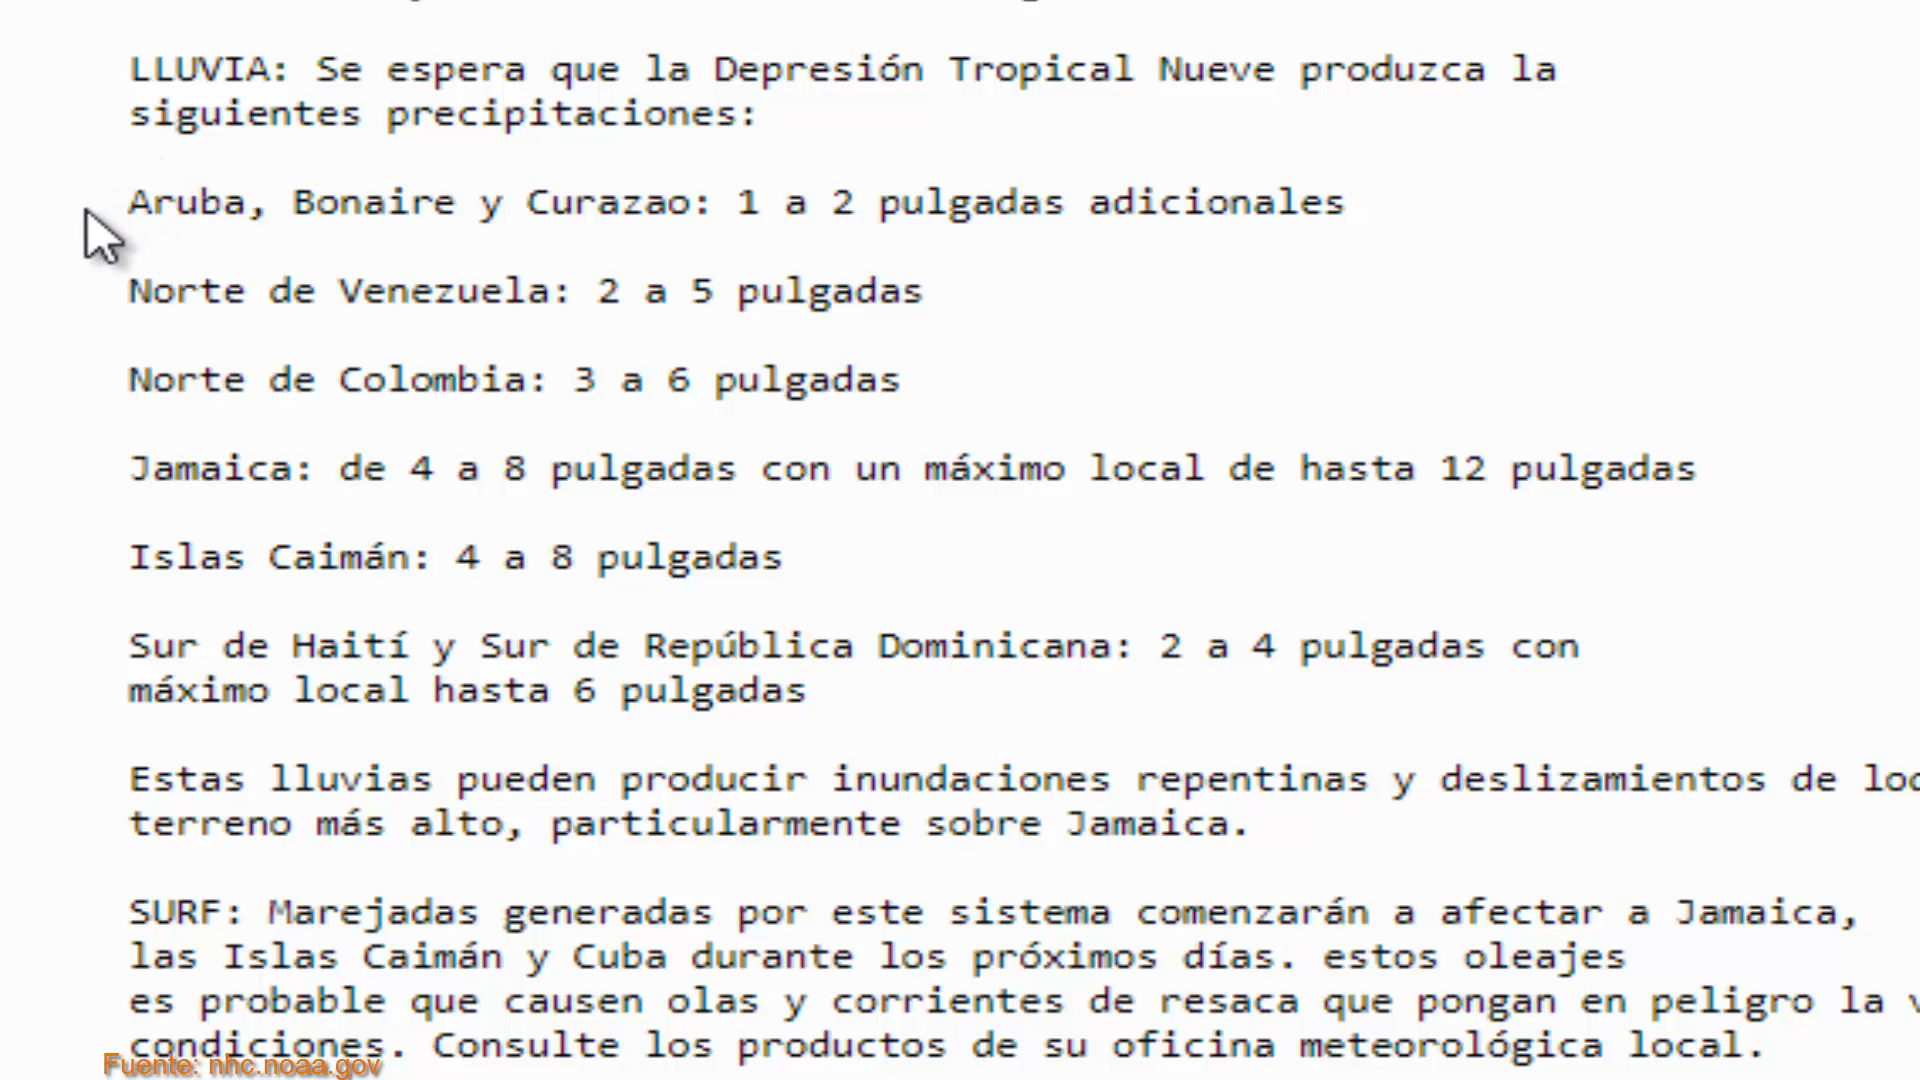 LLUVIA: Se espera que la Depresión Tropical Nueve produzca la
siguientes precipitaciones:
Aruba, Bonaire y Curazao: 1 a 2 pulgadas adicionales
Norte de Venezuela: 2 a 5 pulgadas
Norte de Colombia: 3 a 6 pulgadas
Jamaica: de 4 a 8 pulgadas con un máximo local de hasta 12 pulgadas
Islas Caimán: 4 a 8 pulgadas
Sur de Haití y Sur de República Dominicana: 2 a 4 pulgadas con
máximo local hasta 6 pulgadas
Estas lluvias pueden producir inundaciones repentinas y deslizamientos de
terreno más alto, particularmente sobre Jamaica.
SURF: Marejadas generadas por este sistema comenzarán a afectar a Jamaica,
las Islas Caimán y Cuba durante los próximos días. estos oleajes
es probable que causen olas y corrientes de resaca que pongan en peligro la
condiciones. Consulte los productos de su oficina meteorológica local.
Fuente: nhc.noaa.gov